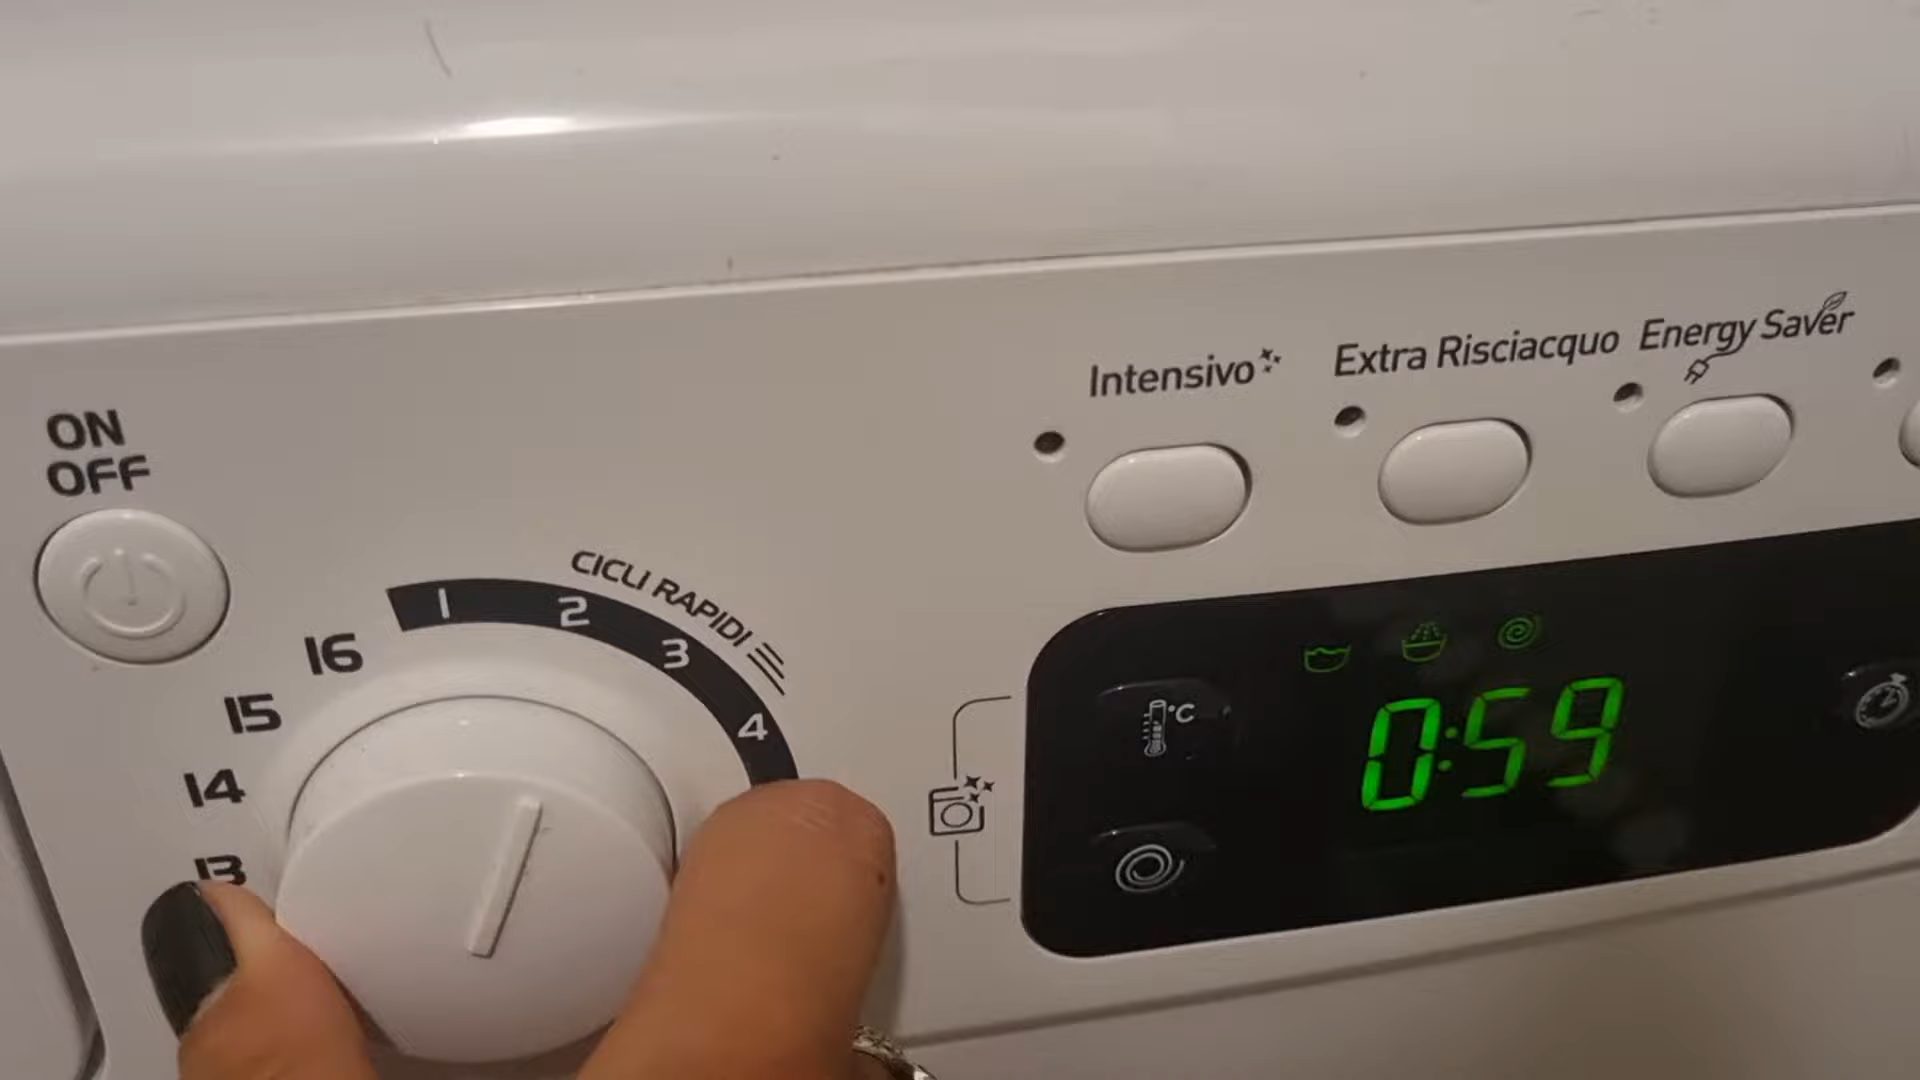 ON
OFF
Intensivo
Extra Risciacquo
Energy Saver
CICLI RAPIDI
1
2
3
4
16
15
14
13
°C
0:59